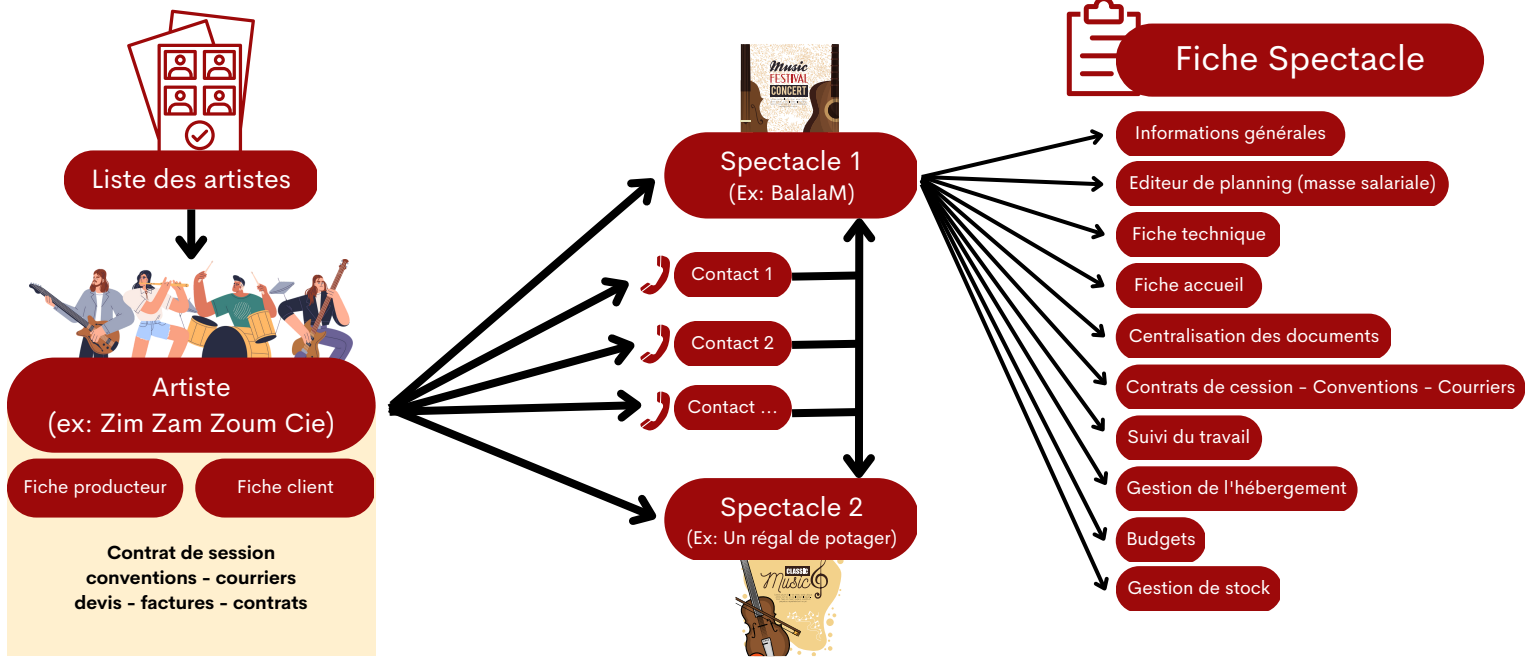 Liste des artistes
Artiste
(ex: Zim Zam Zoum Cie)
Fiche producteur
Fiche client
Contrat de session
conventions - courriers
devis - factures - contrats
Music
FESTIVAL
CONCERT
Spectacle 1
(Ex: BalalaM)
Contact 1
Contact 2
Contact ...
Spectacle 2
(Ex: Un régal de potager)
CLASSIC
Music
Fiche Spectacle
Informations générales
Editeur de planning (masse salariale)
Fiche technique
Fiche accueil
Centralisation des documents
Contrats de cession - Conventions - Courriers
Suivi du travail
Gestion de l'hébergement
Budgets
Gestion de stock